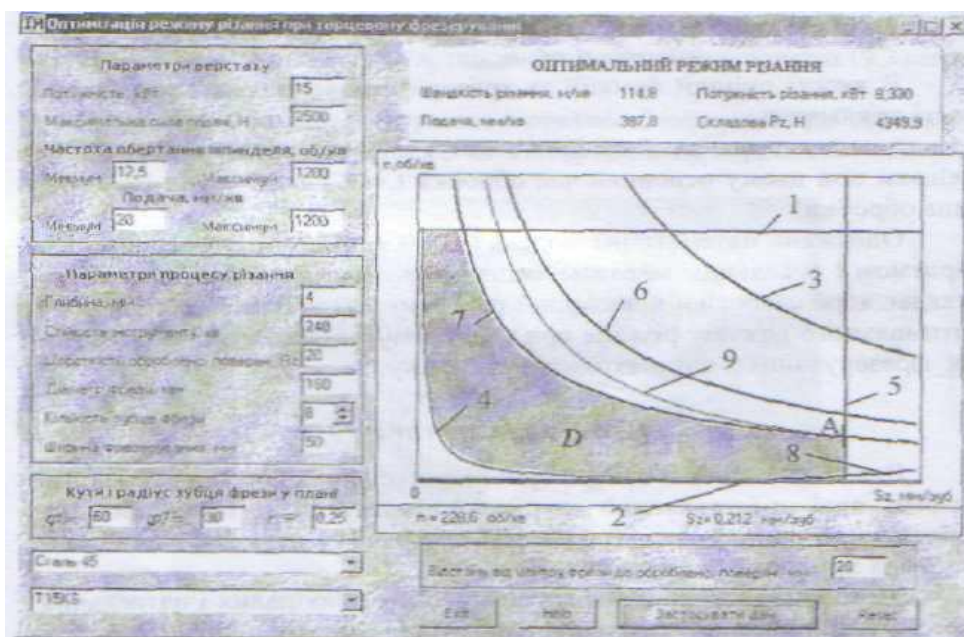 Оптимізація режиму різання при торцевому фрезеруванні
Параметри верстату
Потужність, кВт 15
Максимальна сила подачі, Н 2500
Частота обертання шпинделя, об/хв
Минимум 12,5 Максимум 1200
Подача, мм/хв
Минимум 20 Максимум 1200
Параметри процесу різання
Глибина, мм 4
Стійкість інструменту, хв 240
Шорсткість обробленої поверхні, Rz 20
Діаметр фрези, мм 160
Кількість зубців фрези 8
Ширина фрезерування, мм 50
Кути і радіус зубця фрези у плані
60 30 r = 0,25
Сталь 45
Т15К6
ОПТИМАЛЬНИЙ РЕЖИМ РІЗАННЯ
Швидкість різання, м/хв 114,8 Потужність різання, кВт 8,330
Подача, мм/хв 387,8 Складова Pz, Н 4349,9
n, об/хв
1
3
6
7
9
5
4
D
A
8
0
2
Sz, мм/зуб
n = 228,6 об/хв Sz= 0,212 мм/зуб
Відстань від центру фрези до оброблено, поверхні, мм 20
Exit Help Застосувати дані Reset